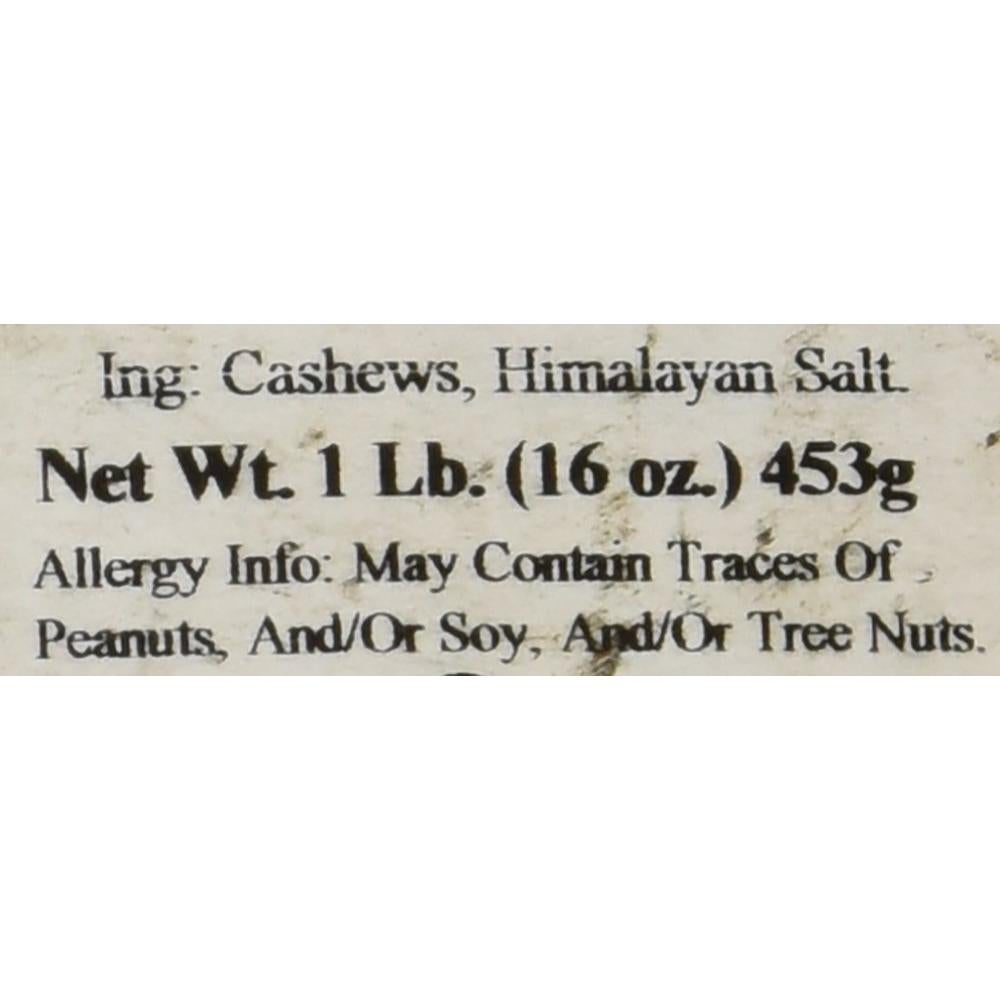 Ing: Cashews, Himalayan Salt.
Net Wt. 1 Lb. (16 oz.) 453g
Allergy Info: May Contain Traces Of
Peanuts, And/Or Soy, And/Or Tree Nuts.